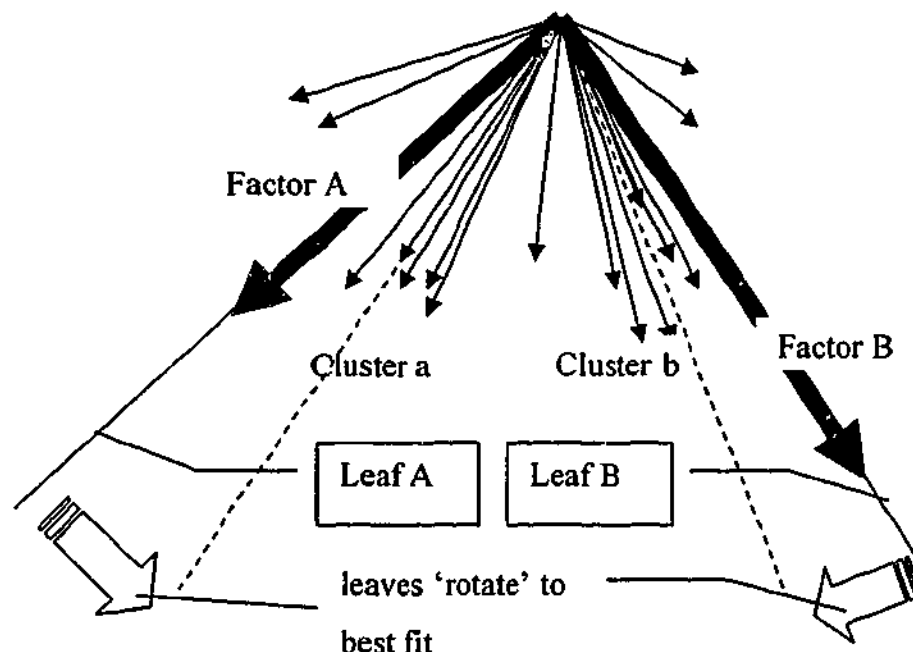 Factor A
Factor B
Cluster a
Cluster b
Leaf A
Leaf B
leaves ‘rotate’ to
best fit